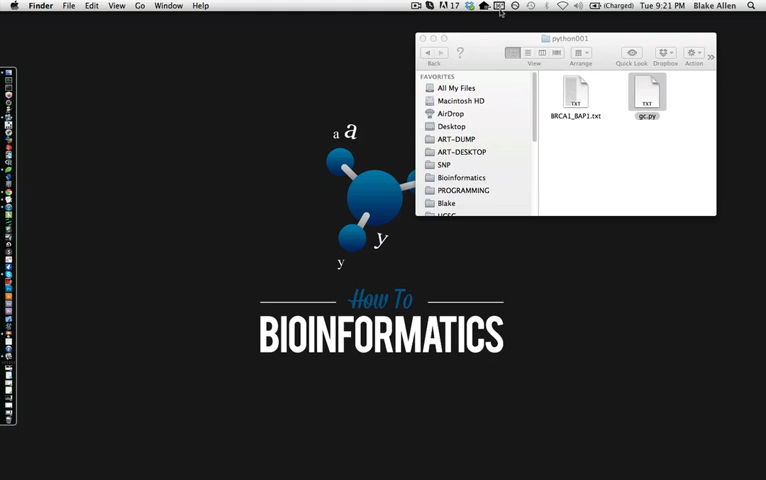 Finder File Edit View Go Window Help
17
(Charged) Tue 9:21 PM Blake Allen
python001
Back View Arrange Quick Look Dropbox Action
FAVORITES
All My Files
Macintosh HD
AirDrop
Desktop
ART-DUMP
ART-DESKTOP
SNP
Bioinformatics
PROGRAMMING
Blake
TXT
BRCA1_BAP1.txt
TXT
gc.py
a a
y y
How To
BIOINFORMATICS